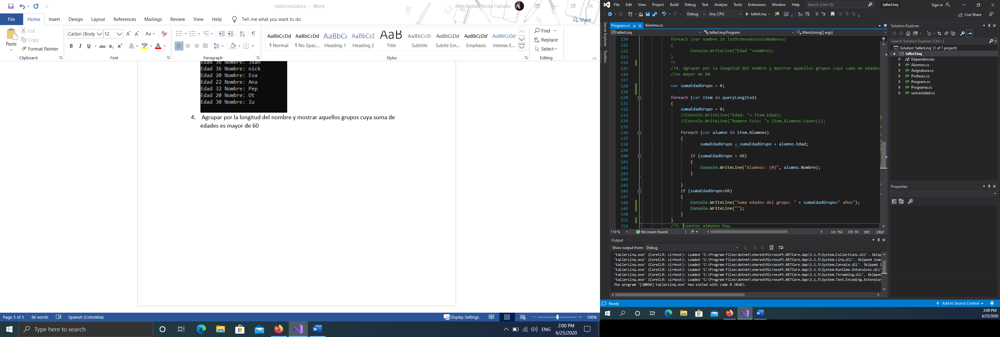 tallerLinQ.docx - Word
Jhon Deiber Arcila Castaño
File Home Insert Design Layout References Mailings Review View Help Tell me what you want to do
Share
Paste
Cut
Copy
Format Painter
Clipboard
Calibri (Body 12
Font
Paragraph
AaBbCcDd AaBbCcDd AaBbCc AaBbCcD AaB AaBbCcD AaBbCcDd AaBbCcDd AaBbCcDd
¶ Normal ¶ No Spac... Heading 1 Heading 2 Title Subtitle Subtle Em... Emphasis Intense E...
Styles
Find
Replace
Select
Editing
Edad 36 Nombre: Juan
Edad 36 Nombre: nick
Edad 20 Nombre: Eva
Edad 22 Nombre: Ana
Edad 32 Nombre: Pep
Edad 20 Nombre: Ot
Edad 30 Nombre: Iu
4. Agrupar por la longitud del nombre y mostrar aquellos grupos cuya suma de
edades es mayor de 60
Page 5 of 5 86 words Spanish (Colombia) Display Settings 100%
Type here to search
ENG
2:00 PM
6/25/2020
File Edit View Project Build Debug Test Analyze Tools Extensions Window Help Search (Ctrl+Q) tallerLinq Sign in
Debug Any CPU tallerLinq Live Share
Server Explorer
Toolbox
Program.cs Alumno.cs
tallerLinq tallerLinq.Program Main(string[] args)
120 foreach (var nombre in lstOrdenadosSoloNombres)
121 {
122 Console.WriteLine("Edad "+nombre);
123 }
124 */
125 //4. Agrupar por la longitud del nombre y mostrar aquellos grupos cuya suma de edades
126 //es mayor de 60
127
128 var sumaEdadGrupo = 0;
129
130 foreach (var item in queryLongitud)
131 {
132 sumaEdadGrupo = 0;
133 //Console.WriteLine("Edad: "+ item.Edad);
134 //Console.WriteLine("Numero Estu: "+ item.Alumnos.Count());
135
136 foreach (var alumno in item.Alumnos)
137 {
138 sumaEdadGrupo = sumaEdadGrupo + alumno.Edad;
139
140 if (sumaEdadGrupo > 60)
141 {
142 Console.WriteLine("Alumnos: {0}", alumno.Nombre);
143 }
144
145 }
146 if (sumaEdadGrupo>60)
147 {
148 Console.WriteLine("Suma edades del grupo: " + sumaEdadGrupo+" años");
149 Console.WriteLine("");
150 }
151 }
152 //5. Cuantos almunos hay.
110 % No issues found Ln: 152 Ch: 18 SPC CRLF
Output
Show output from: Debug
'tallerLinq.exe' (CoreCLR: clrhost): Loaded 'C:\Program Files\dotnet\shared\Microsoft.NETCore.App\3.1.5\System.Collections.dll'. Skipp
'tallerLinq.exe' (CoreCLR: clrhost): Loaded 'C:\Program Files\dotnet\shared\Microsoft.NETCore.App\3.1.5\System.Linq.dll'. Skipped load
'tallerLinq.exe' (CoreCLR: clrhost): Loaded 'C:\Program Files\dotnet\shared\Microsoft.NETCore.App\3.1.5\System.Console.dll'. Skipped l
'tallerLinq.exe' (CoreCLR: clrhost): Loaded 'C:\Program Files\dotnet\shared\Microsoft.NETCore.App\3.1.5\System.Runtime.Extensions.dll'
'tallerLinq.exe' (CoreCLR: clrhost): Loaded 'C:\Program Files\dotnet\shared\Microsoft.NETCore.App\3.1.5\System.Threading.dll'. Skipped
'tallerLinq.exe' (CoreCLR: clrhost): Loaded 'C:\Program Files\dotnet\shared\Microsoft.NETCore.App\3.1.5\System.Text.Encoding.Extension
The program '[10096] tallerLinq.exe' has exited with code 0 (0x0).
Solution Explorer
Search Solution Explorer (Ctrl+;)
Solution 'tallerLinq' (1 of 1 project)
tallerLinq
Dependencies
Alumno.cs
Asignatura.cs
Profesor.cs
Program.cs
Programa.cs
universidad.cs
Properties
Ready Add to Source Control
2:00 PM
6/25/2020